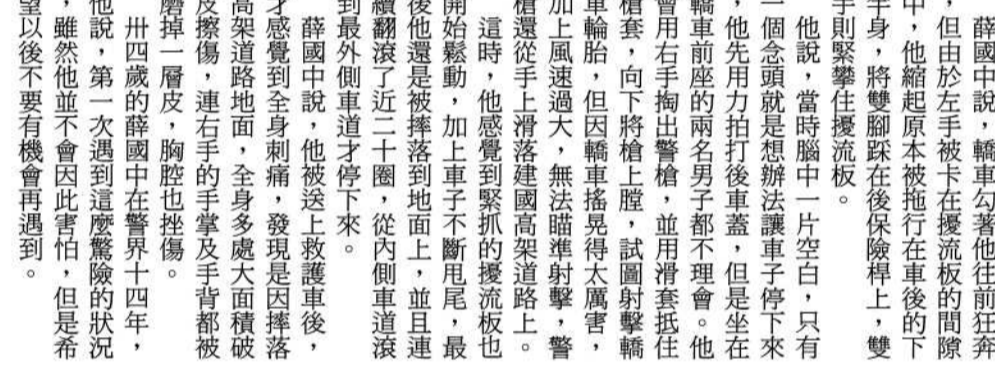 薛國中說，轎車勾著他往前狂奔
，但由於左手被卡在擾流板的間隙
中，他縮起原本被拖行在車後的下
半身，將雙腳踩在後保險桿上，雙
手則緊攀住擾流板。
他說，當時腦中一片空白，只有
一個念頭就是想辦法讓車子停下來
，他先用力拍打後車蓋，但是坐在
轎車前座的兩名男子都不理會。他
曾用右手掏出警槍，並用滑套抵住
槍套，向下將槍上膛，試圖射擊轎
車輪胎，但因轎車搖晃得太厲害，
加上風速過大，無法瞄準射擊，警
槍還從手上滑落建國高架道路上。
這時，他感覺到緊抓的擾流板也
開始鬆動，加上車子不斷甩尾，最
後他還是被摔落到地面上，並且連
續翻滾了近二十圈，從內側車道滾
到最外側車道才停下來。
薛國中說，他被送上救護車後，
才感覺到全身刺痛，發現是因摔落
高架道路地面，全身多處大面積破
皮擦傷，連右手的手掌及手背都被
磨掉一層皮，胸腔也挫傷。
卅四歲的薛國中在警界十四年，
他說，第一次遇到這麼驚險的狀況
，雖然他並不會因此害怕，但是希
望以後不要有機會再遇到。